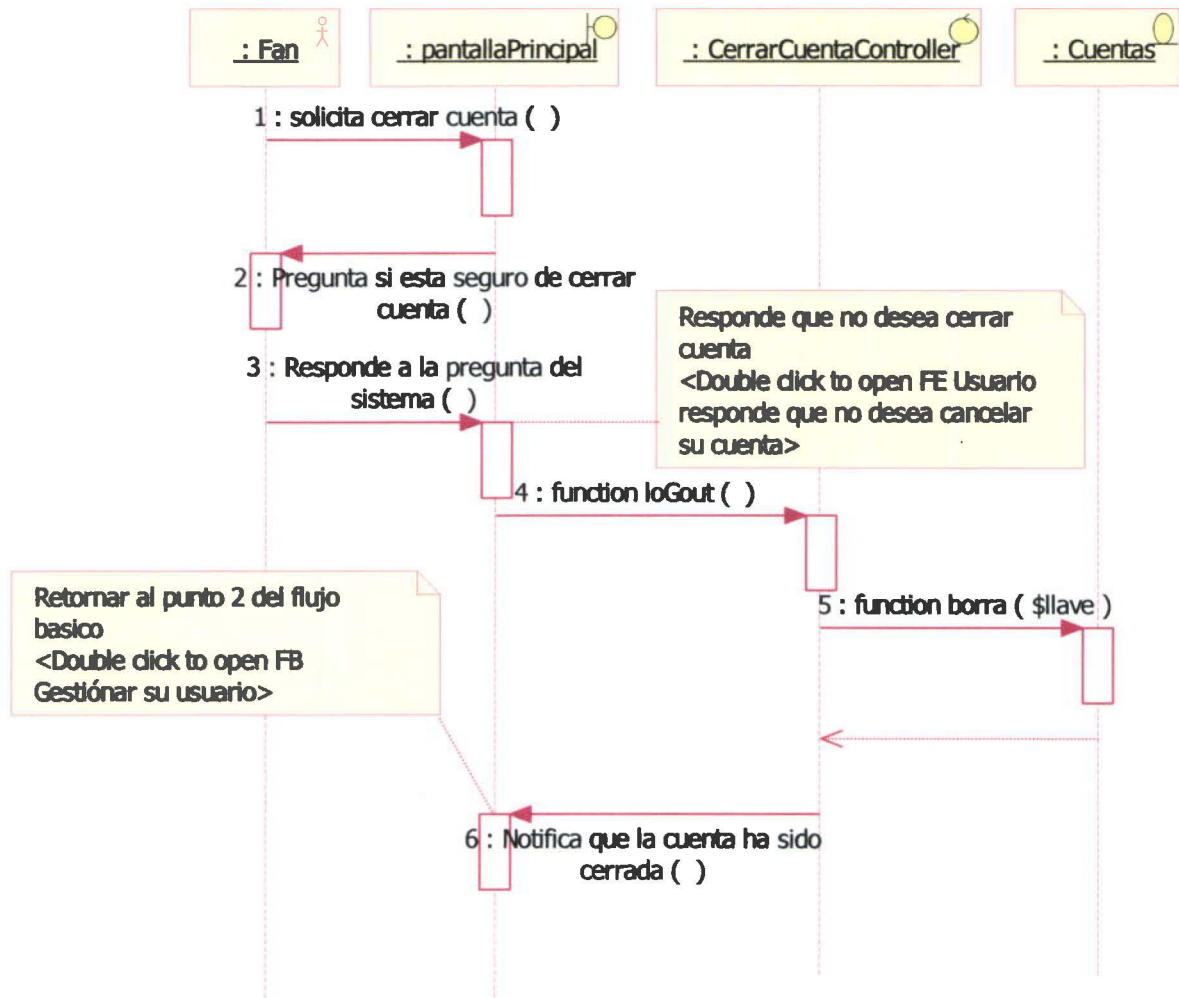 : Fan
: pantallaPrincipal
: CerrarCuentaController
: Cuentas
1 : solicita cerrar cuenta ( )
2 : Pregunta si esta seguro de cerrar
cuenta ( )
Responde que no desea cerrar
cuenta
<Double click to open FE Usuario
responde que no desea cancelar
su cuenta>
3 : Responde a la pregunta del
sistema ( )
4 : function loGout ( )
Retornar al punto 2 del flujo
basico
<Double click to open FB
Gestiónar su usuario>
5 : function borra ( $llave )
6 : Notifica que la cuenta ha sido
cerrada ( )